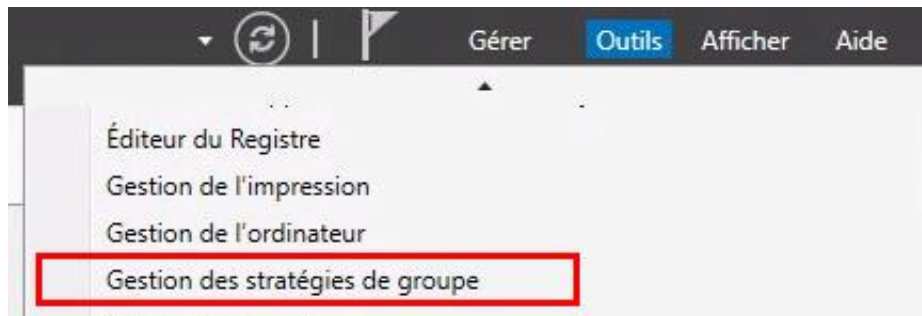 Gérer Outils Afficher Aide
Éditeur du Registre
Gestion de l'impression
Gestion de l'ordinateur
Gestion des stratégies de groupe